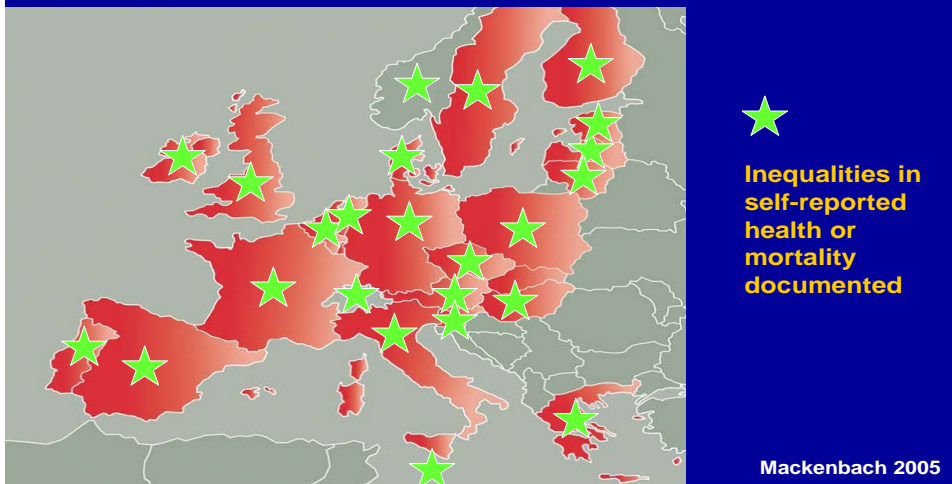 Inequalities in
self-reported
health or
mortality
documented
Mackenbach 2005